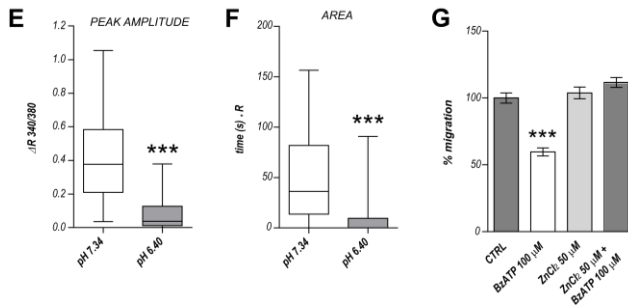 E
PEAK AMPLITUDE
ΔR 340/380
1.2
1.0
0.8
0.6
0.4
0.2
0.0
***
pH 7.34
pH 6.40
F
AREA
time (s) . R
200
150
100
50
0
***
pH 7.34
pH 6.40
G
% migration
150
100
50
0
***
CTRL
BzATP 100 μM
ZnCl₂ 50 μM
ZnCl₂ 50 μM +
BzATP 100 μM